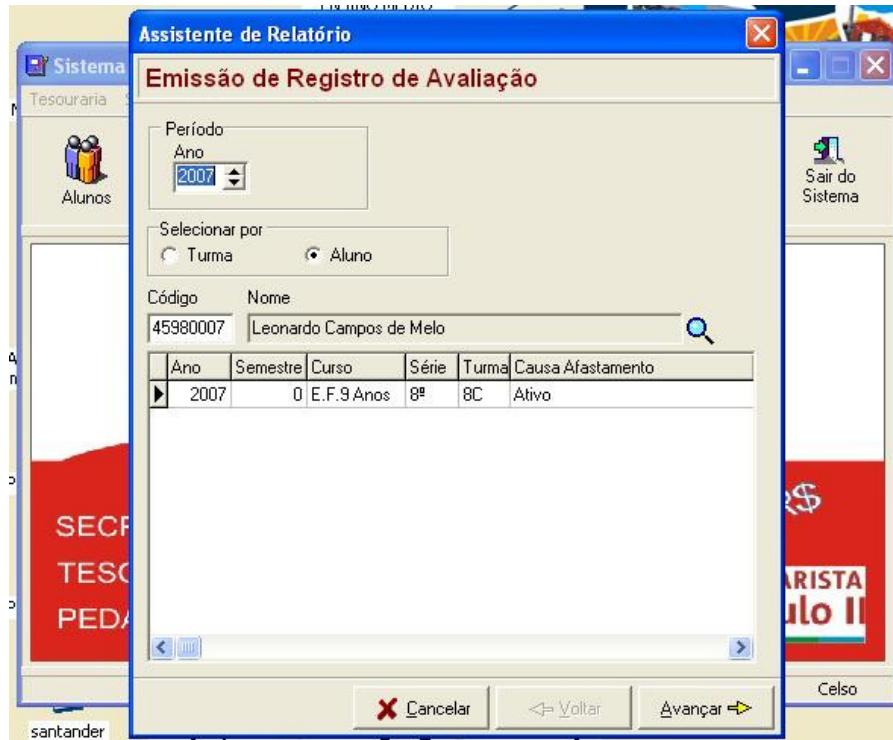 Assistente de Relatório
Sistema
Emissão de Registro de Avaliação
Tesouraria
Período
Ano
2007
Alunos
Sair do
Sistema
Selecionar por
Turma Aluno
Código Nome
45980007 Leonardo Campos de Melo
Ano Semestre Curso Série Turma Causa Afastamento
2007 0 E.F.9 Anos 8ª 8C Ativo
R$
SECR
TESO
ARISTA
PEDA
ulo II
Cancelar Voltar Avançar
Celso
santander